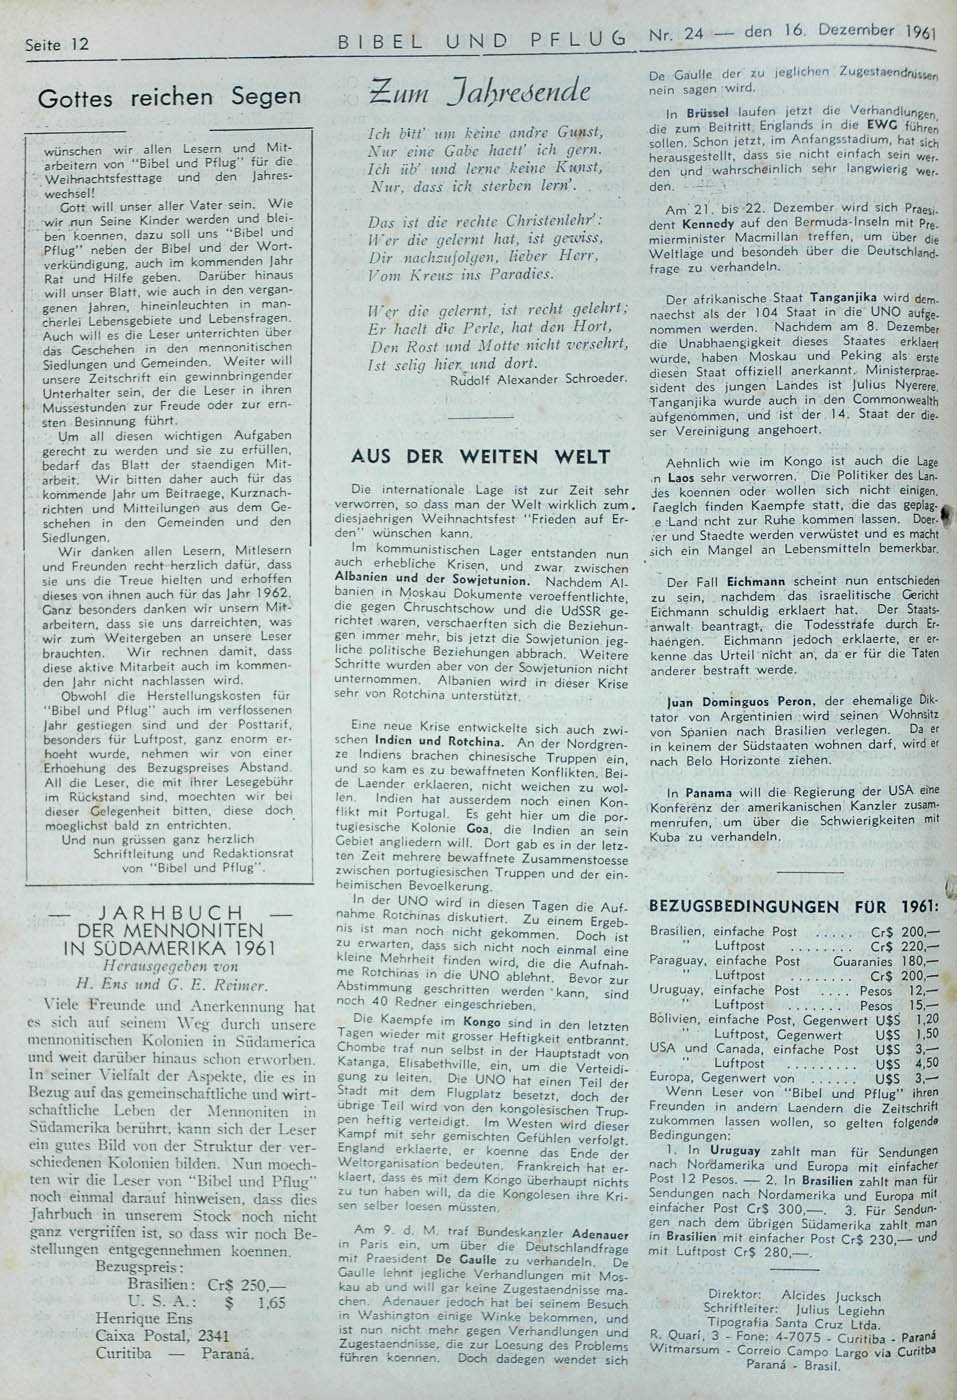 Seite 12
BIBEL UND PFLUG
Nr. 24 — den 16. Dezember 1961
Gottes reichen Segen
wünschen wir allen Lesern und Mit-
arbeitern von "Bibel und Pflug" für die
Weihnachtsfesttage und den Jahres-
wechsel!
Gott will unser aller Vater sein. Wie
wir nun Seine Kinder werden und blei-
ben koennen, dazu soll uns "Bibel und
Pflug" neben der Bibel und der Wort-
verkündigung, auch im kommenden Jahr
Rat und Hilfe geben. Darüber hinaus
will unser Blatt, wie auch in den vergan-
genen Jahren, hineinleuchten in man-
cherlei Lebensgebiete und Lebensfragen.
Auch will es die Leser unterrichten über
das Geschehen in den mennonitischen
Siedlungen und Gemeinden. Weiter will
unsere Zeitschrift ein gewinnbringender
Unterhalter sein, der die Leser in ihren
Mussestunden zur Freude oder zur ern-
sten Besinnung führt.
Um all diesen wichtigen Aufgaben
gerecht zu werden und sie zu erfüllen,
bedarf das Blatt der staendigen Mit-
arbeit. Wir bitten daher auch für das
kommende Jahr um Beitraege, Kurznach-
richten und Mitteilungen aus dem Ge-
schehen in den Gemeinden und den
Siedlungen.
Wir danken allen Lesern, Mitlesern
und Freunden recht herzlich dafür, dass
sie uns die Treue hielten und erhoffen
dieses von ihnen auch für das Jahr 1962.
Ganz besonders danken wir unsern Mit-
arbeitern, dass sie uns darreichten, was
wir zum Weitergeben an unsere Leser
brauchten. Wir rechnen damit, dass
diese aktive Mitarbeit auch im kommen-
den Jahr nicht nachlassen wird.
Obwohl die Herstellungskosten für
"Bibel und Pflug" auch im verflossenen
Jahr gestiegen sind und der Posttarif,
besonders für Luftpost, ganz enorm er-
hoeht wurde, nehmen wir von einer
Erhoehung des Bezugspreises Abstand.
All die Leser, die mit ihrer Lesegebühr
im Rückstand sind, moechten wir bei
dieser Gelegenheit bitten, diese doch
moeglichst bald zn entrichten.
Und nun grüssen ganz herzlich
Schriftleitung und Redaktionsrat
von "Bibel und Pflug".
— JARHBUCH —
DER MENNONITEN
IN SÜDAMERIKA 1961
Herausgegeben von
H. Ens und G. E. Reimer.
Viele Freunde und Anerkennung hat
es sich auf seinem Weg durch unsere
mennonitischen Kolonien in Südamerica
und weit darüber hinaus schon erworben.
In seiner Vielfalt der Aspekte, die es in
Bezug auf das gemeinschaftliche und wirt-
schaftliche Leben der Mennoniten in
Südamerika berührt, kann sich der Leser
ein gutes Bild von der Struktur der ver-
schiedenen Kolonien bilden. Nun moech-
ten wir die Leser von "Bibel und Pflug"
noch einmal darauf hinweisen, dass dies
Jahrbuch in unserem Stock noch nicht
ganz vergriffen ist, so dass wir noch Be-
stellungen entgegennehmen koennen.
Bezugspreis:
Brasilien: Cr$ 250,—
U. S. A.: $ 1,65
Henrique Ens
Caixa Postal, 2341
Curitiba — Paraná.
Zum Jahresende
Ich bitt' um keine andre Gunst,
Nur eine Gabe haett' ich gern.
Ich üb' und lerne keine Kunst,
Nur, dass ich sterben lern'.
Das ist die rechte Christenlehr':
Wer die gelernt hat, ist gewiss,
Dir nachzufolgen, lieber Herr,
Vom Kreuz ins Paradies.
Wer die gelernt, ist recht gelehrt;
Er haelt die Perle, hat den Hort,
Den Rost und Motte nicht versehrt,
Ist selig hier und dort.
Rudolf Alexander Schroeder.
AUS DER WEITEN WELT
Die internationale Lage ist zur Zeit sehr
verworren, so dass man der Welt wirklich zum
diesjaehrigen Weihnachtsfest "Frieden auf Er-
den" wünschen kann.
Im kommunistischen Lager entstanden nun
auch erhebliche Krisen, und zwar zwischen
Albanien und der Sowjetunion. Nachdem Al-
banien in Moskau Dokumente veroeffentlichte,
die gegen Chruschtschow und die UdSSR ge-
richtet waren, verschaerften sich die Beziehun-
gen immer mehr, bis jetzt die Sowjetunion jeg-
liche politische Beziehungen abbrach. Weitere
Schritte wurden aber von der Sowjetunion nicht
unternommen. Albanien wird in dieser Krise
sehr von Rotchina unterstützt.
Eine neue Krise entwickelte sich auch zwi-
schen Indien und Rotchina. An der Nordgren-
ze Indiens brachen chinesische Truppen ein,
und so kam es zu bewaffneten Konflikten. Bei-
de Laender erklaeren, nicht weichen zu wol-
len. Indien hat ausserdem noch einen Kon-
flikt mit Portugal. Es geht hier um die por-
tugiesische Kolonie Goa, die Indien an sein
Gebiet angliedern will. Dort gab es in der letz-
ten Zeit mehrere bewaffnete Zusammenstoesse
zwischen portugiesischen Truppen und der ein-
heimischen Bevoelkerung.
In der UNO wird in diesen Tagen die Auf-
nahme Rotchinas diskutiert. Zu einem Ergeb-
nis ist man noch nicht gekommen. Doch ist
zu erwarten, dass sich nicht noch einmal eine
kleine Mehrheit finden wird, die die Aufnah-
me Rotchinas in die UNO ablehnt. Bevor zur
Abstimmung geschritten werden kann, sind
noch 40 Redner eingeschrieben.
Die Kaempfe im Kongo sind in den letzten
Tagen wieder mit grosser Heftigkeit entbrannt.
Chombe traf nun selbst in der Hauptstadt von
Katanga, Elisabethville, ein, um die Verteidi-
gung zu leiten. Die UNO hat einen Teil der
Stadt mit dem Flugplatz besetzt, doch der
übrige Teil wird von den kongolesischen Trup-
pen heftig verteidigt. Im Westen wird dieser
Kampf mit sehr gemischten Gefühlen verfolgt.
England erklaerte, er koenne das Ende der
Weltorganisation bedeuten. Frankreich hat er-
klaert, dass es mit dem Kongo überhaupt nichts
zu tun haben will, da die Kongolesen ihre Kri-
sen selber loesen müssten.
Am 9. d. M. traf Bundeskanzler Adenauer
in Paris ein, um über die Deutschlandfrage
mit Praesident De Gaulle zu verhandeln. De
Gaulle lehnt jegliche Verhandlungen mit Mos-
kau ab und will gar keine Zugestaendnisse ma-
chen. Adenauer jedoch hat bei seinem Besuch
in Washington einige Winke bekommen, und
ist nun nicht mehr gegen Verhandlungen und
Zugestaendnisse, die zur Loesung des Problems
führen koennen. Doch dadegen wendet sich
De Gaulle der zu jeglichen Zugestaendnissen
nein sagen wird.
In Brüssel laufen jetzt die Verhandlungen,
die zum Beitritt Englands in die EWG führen
sollen. Schon jetzt, im Anfangsstadium, hat sich
herausgestellt, dass sie nicht einfach sein wer-
den und wahrscheinlich sehr langwierig wer-
den.
Am 21. bis 22. Dezember wird sich Praesi-
dent Kennedy auf den Bermuda-Inseln mit Pre-
mierminister Macmillan treffen, um über die
Weltlage und besondeh über die Deutschland-
frage zu verhandeln.
Der afrikanische Staat Tanganjika wird dem-
naechst als der 104 Staat in die UNO aufge-
nommen werden. Nachdem am 8. Dezember
die Unabhaengigkeit dieses Staates erklaert
wurde, haben Moskau und Peking als erste
diesen Staat offiziell anerkannt. Ministerprae-
sident des jungen Landes ist Julius Nyerere.
Tanganjika wurde auch in den Commonwealth
aufgenommen, und ist der 14. Staat der die-
ser Vereinigung angehoert.
Aehnlich wie im Kongo ist auch die Lage
in Laos sehr verworren. Die Politiker des Lan-
des koennen oder wollen sich nicht einigen.
Taeglch finden Kaempfe statt, die das geplag-
e Land ncht zur Ruhe kommen lassen. Doer-
fer und Staedte werden verwüstet und es macht
sich ein Mangel an Lebensmitteln bemerkbar.
Der Fall Eichmann scheint nun entschieden
zu sein, nachdem das israelitische Gericht
Eichmann schuldig erklaert hat. Der Staats-
anwalt beantragt, die Todesstrafe durch Er-
haengen. Eichmann jedoch erklaerte, er er-
kenne das Urteil nicht an, da er für die Taten
anderer bestraft werde.
Juan Dominguos Peron, der ehemalige Dik-
tator von Argentinien wird seinen Wohnsitz
von Spanien nach Brasilien verlegen. Da er
in keinem der Südstaaten wohnen darf, wird er
nach Belo Horizonte ziehen.
In Panama will die Regierung der USA eine
Konferenz der amerikanischen Kanzler zusam-
menrufen, um über die Schwierigkeiten mit
Kuba zu verhandeln.
BEZUGSBEDINGUNGEN FÜR 1961:
Brasilien, einfache Post ..... Cr$ 200,—
" Luftpost ........ Cr$ 220,—
Paraguay, einfache Post Guaranies 180,—
" Luftpost ........ Cr$ 200,—
Uruguay, einfache Post .... Pesos 12,—
" Luftpost ....... Pesos 15,—
Bolivien, einfache Post, Gegenwert U$S 1,20
" Luftpost, Gegenwert U$S 1,50
USA und Canada, einfache Post U$S 3,—
" Luftpost ........ U$S 4,50
Europa, Gegenwert von ...... U$S 3,—
Wenn Leser von "Bibel und Pflug" ihren
Freunden in andern Laendern die Zeitschrift
zukommen lassen wollen, so gelten folgende
Bedingungen:
1. In Uruguay zahlt man für Sendungen
nach Nordamerika und Europa mit einfacher
Post 12 Pesos. — 2. In Brasilien zahlt man für
Sendungen nach Nordamerika und Europa mit
einfacher Post Cr$ 300,—. 3. Für Sendun-
gen nach dem übrigen Südamerika zahlt man
in Brasilien mit einfacher Post Cr$ 230,— und
mit Luftpost Cr$ 280,—.
Direktor: Alcides Jucksch
Schriftleiter: Julius Legiehn
Tipografia Santa Cruz Ltda.
R. Quari, 3 - Fone: 4-7075 - Curitiba - Paraná
Witmarsum - Correio Campo Largo via Curitba
Paraná - Brasil.